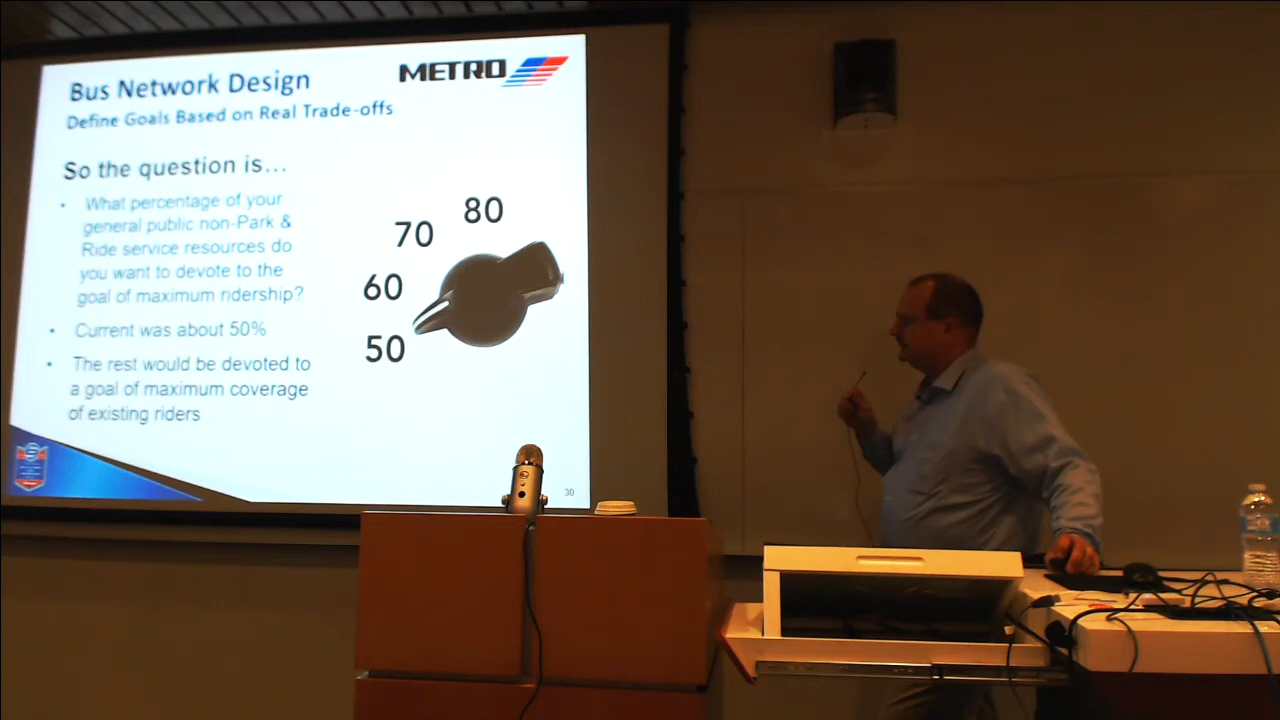 Bus Network Design
METRO
Define Goals Based on Real Trade-offs
So the question is...
• What percentage of your
general public non-Park &
Ride service resources do
you want to devote to the
goal of maximum ridership?
• Current was about 50%
• The rest would be devoted to
a goal of maximum coverage
of existing riders
80
70
60
50
30